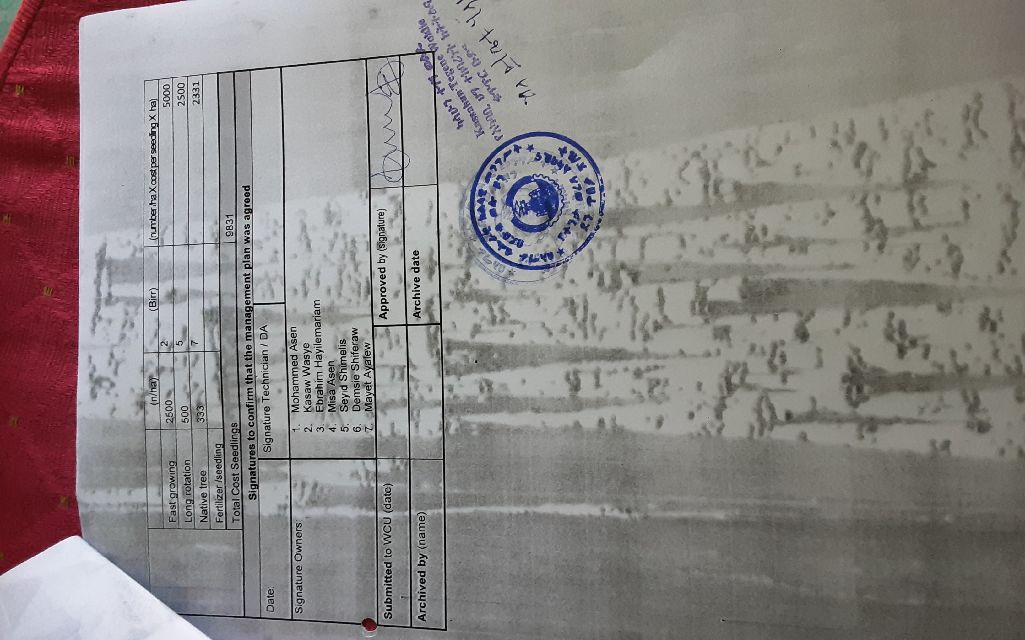 (n/ha) (Birr) (number/ha X cost per seedling X ha)
Fast growing 2500 2 5000
Long rotation 500 5 2500
Native tree 333 7 2331
Fertilizer /seedling
Total Cost Seedlings 9831
Signatures to confirm that the management plan was agreed
Date: Signature Technician / DA
Signature Owners
1. Mohammed Asen
2. Kasaw Wasye
3. Ebrahim Hayilemariam
4. Misa Asen
5. Seyid Shimelis
6. Demsie Shiferaw
7. Mayet Ayalew
Submitted to WCU (date) Approved by (signature)
Archived by (name) Archive date
Tegene